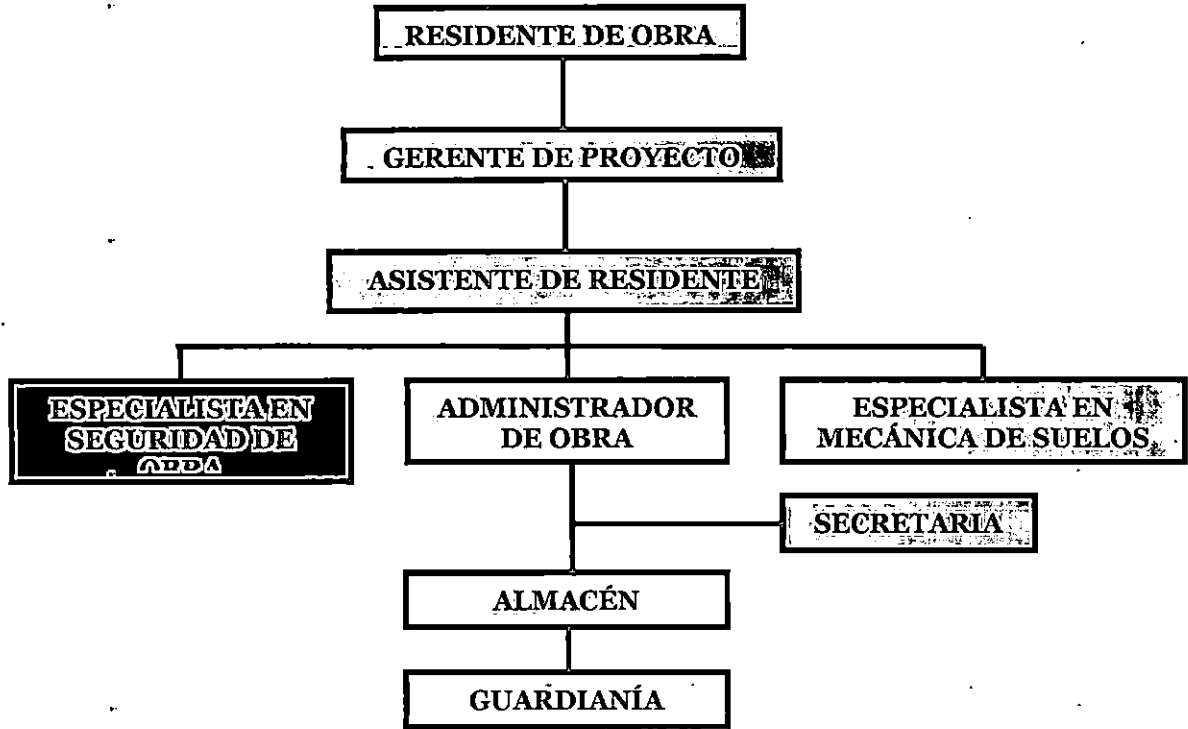 RESIDENTE DE OBRA
GERENTE DE PROYECTO
ASISTENTE DE RESIDENTE
ESPECIALISTA EN
SEGURIDAD DE
ADMINISTRADOR
DE OBRA
ESPECIALISTA EN
MECÁNICA DE SUELOS
SECRETARIA
ALMACÉN
GUARDIANÍA